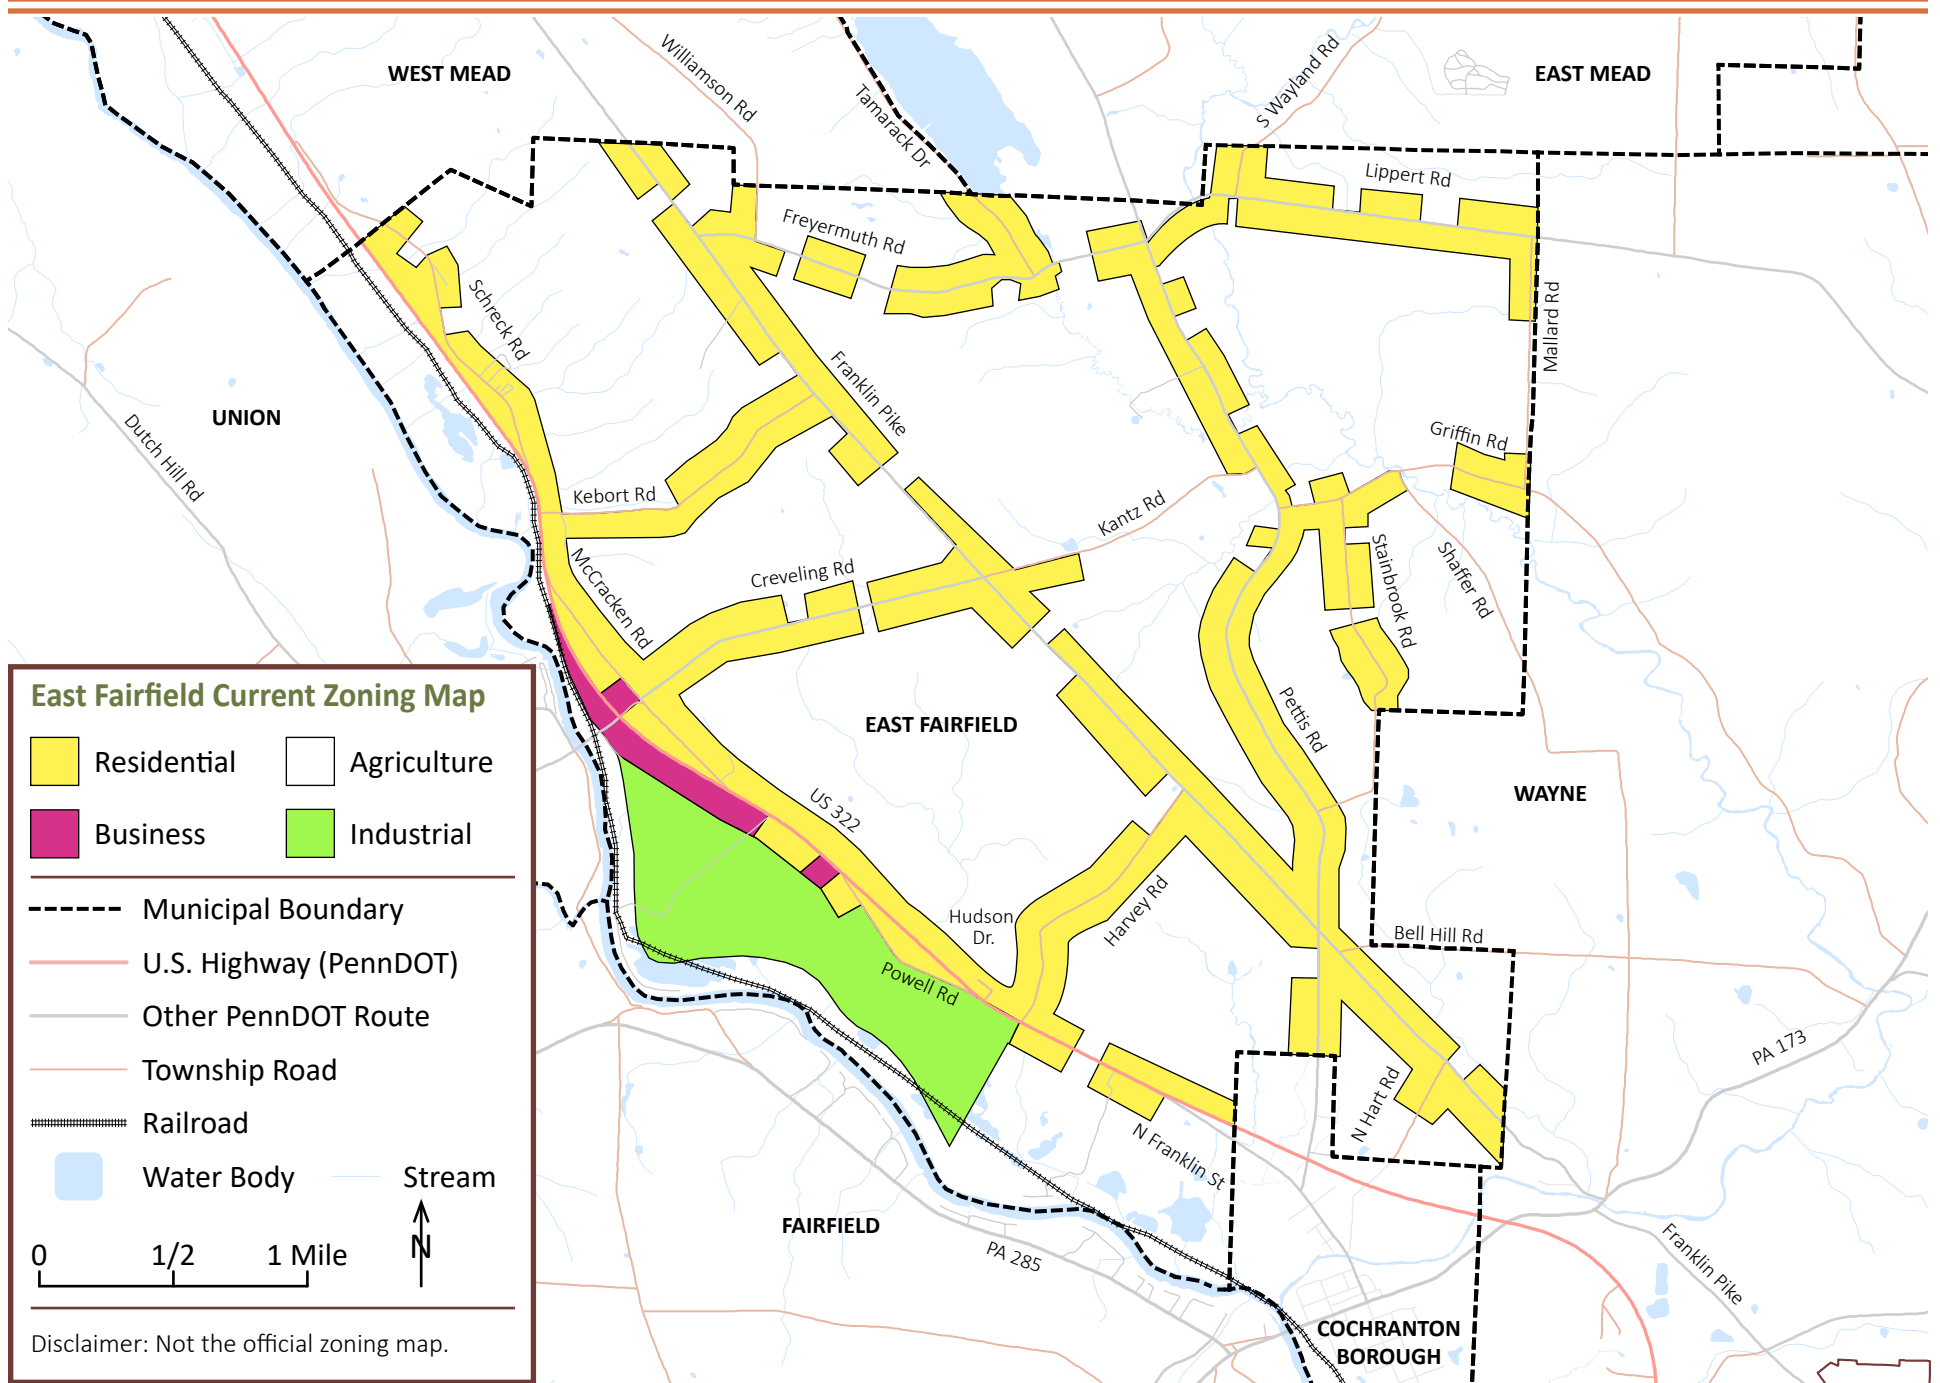 WEST MEAD
Williamson Rd
Tamarack Dr
S Wayland Rd
EAST MEAD
Lippert Rd
Freyermuth Rd
Schreck Rd
Mallard Rd
Franklin Pike
UNION
Dutch Hill Rd
Griffin Rd
Kebort Rd
Kantz Rd
McCracken Rd
Creveling Rd
Stainbrook Rd
Shaffer Rd
EAST FAIRFIELD
Pettis Rd
US 322
WAYNE
Hudson
Dr.
Harvey Rd
Bell Hill Rd
Powell Rd
PA 173
N Hart Rd
N Franklin St
FAIRFIELD
PA 285
Franklin Pike
COCHRANTON
BOROUGH
East Fairfield Current Zoning Map
Residential
Agriculture
Business
Industrial
Municipal Boundary
U.S. Highway (PennDOT)
Other PennDOT Route
Township Road
Railroad
Water Body
Stream
N
0 1/2 1 Mile
Disclaimer: Not the official zoning map.